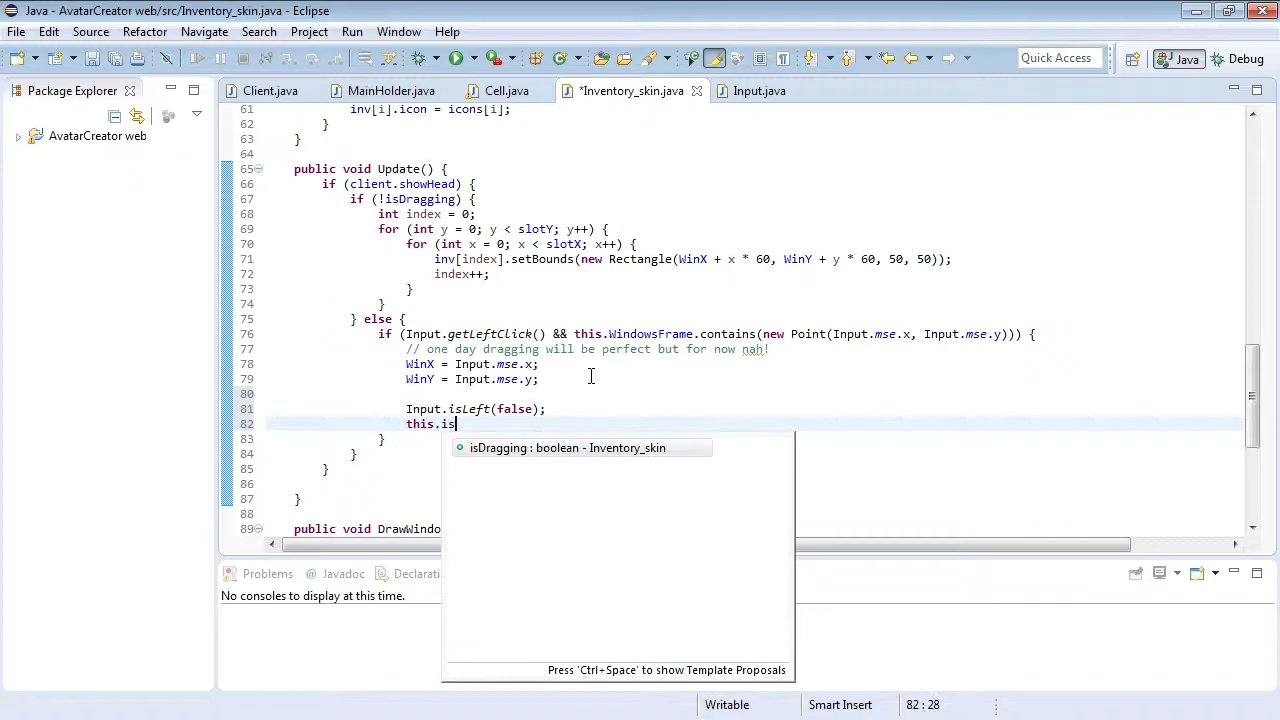 Java - AvatarCreator web/src/Inventory_skin.java - Eclipse
File Edit Source Refactor Navigate Search Project Run Window Help
Quick Access Java Debug
Package Explorer Client.java MainHolder.java Cell.java *Inventory_skin.java Input.java
AvatarCreator web
61 inv[i].icon = icons[i];
62 }
63 }
64
65 public void Update() {
66 if (client.showHead) {
67 if (!isDragging) {
68 int index = 0;
69 for (int y = 0; y < slotY; y++) {
70 for (int x = 0; x < slotX; x++) {
71 inv[index].setBounds(new Rectangle(WinX + x * 60, WinY + y * 60, 50, 50));
72 index++;
73 }
74 }
75 } else {
76 if (Input.getLeftClick() && this.WindowsFrame.contains(new Point(Input.mse.x, Input.mse.y))) {
77 // one day dragging will be perfect but for now nah!
78 WinX = Input.mse.x;
79 WinY = Input.mse.y;
80
81 Input.isLeft(false);
82 this.is
83 }
84 }
85 }
86
87 }
88
89 public void DrawWindo
isDragging : boolean - Inventory_skin
Press 'Ctrl+Space' to show Template Proposals
Problems @ Javadoc Declarati
No consoles to display at this time.
Writable Smart Insert 82 : 28